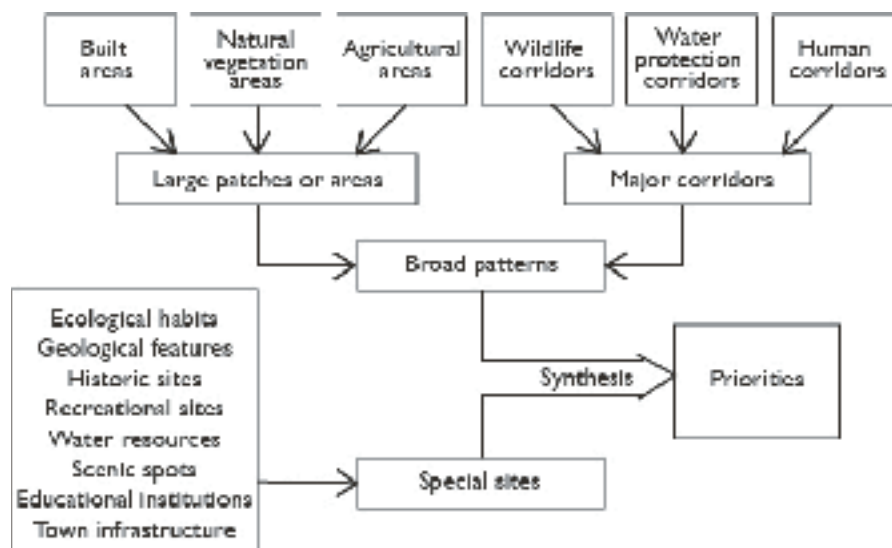 Built
areas
Natural
vegetation
areas
Agricultural
areas
Wildlife
corridors
Water
protection
corridors
Human
corridors
Large patches or areas
Major corridors
Broad patterns
Ecological habits
Geological features
Historic sites
Recreational sites
Water resources
Scenic spots
Educational institutions
Town infrastructure
Synthesis
Priorities
Special sites